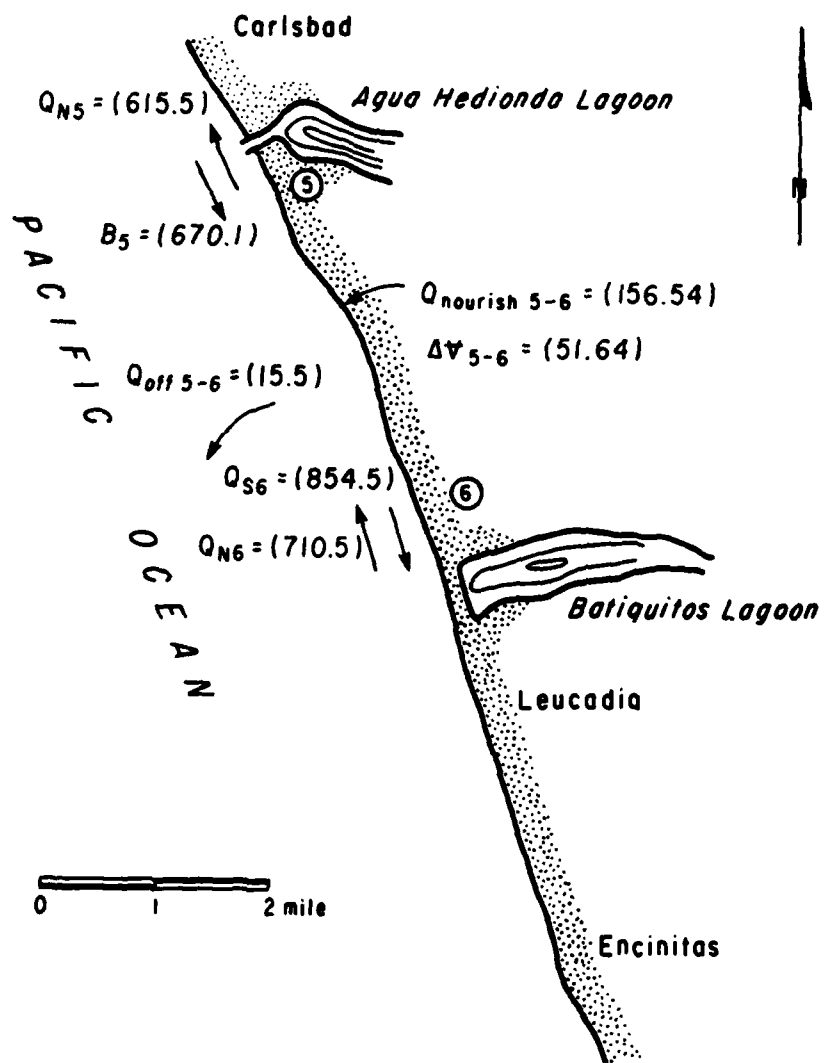 Carlsbad
Q_N5 = (615.5)
Agua Hedionda Lagoon
N
5
B_5 = (670.1)
PACIFIC
OCEAN
Q_nourish 5-6 = (156.54)
ΔV̶_5-6 = (51.64)
Q_off 5-6 = (15.5)
Q_S6 = (854.5)
6
Q_N6 = (710.5)
Batiquitos Lagoon
Leucadia
0 1 2 mile
Encinitas